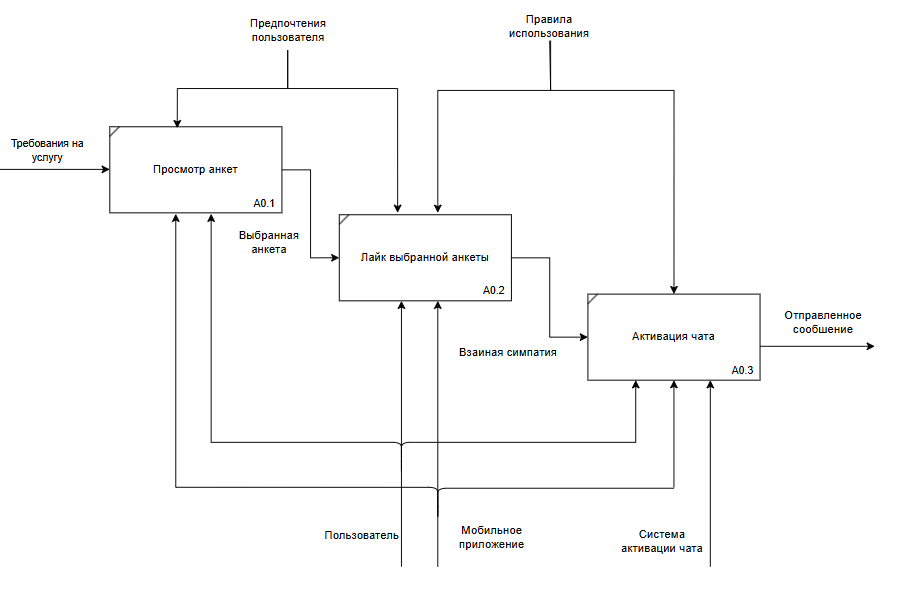 Предпочтения
пользователя
Правила
использования
Требования на
услугу
Просмотр анкет
A0.1
Выбранная
анкета
Лайк выбранной анкеты
A0.2
Взаиная симпатия
Активация чата
A0.3
Отправленное
сообшение
Пользователь
Мобильное
приложение
Система
активации чата